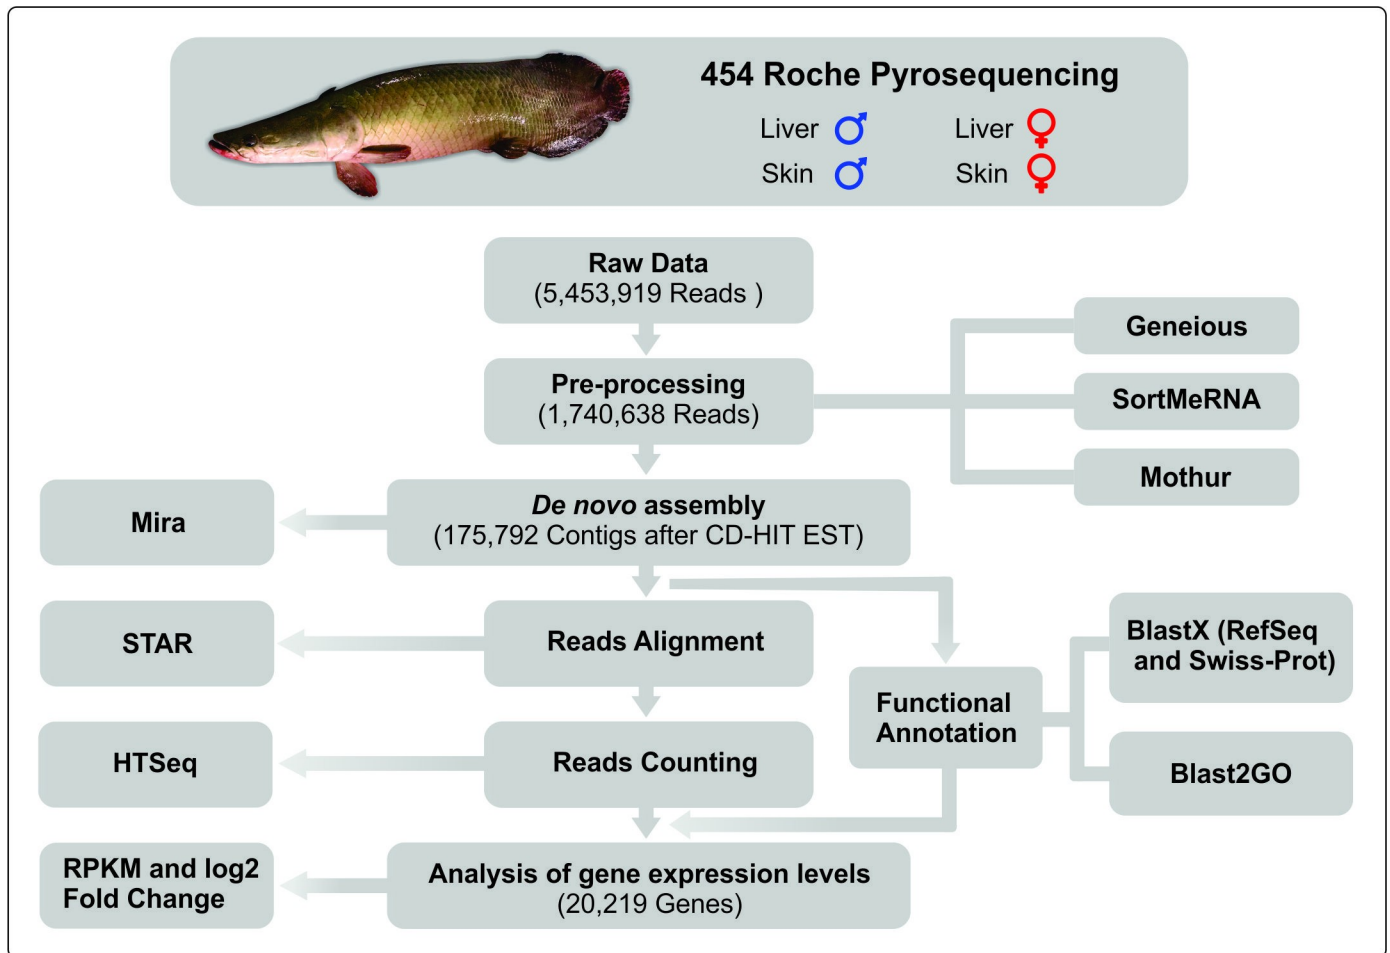 454 Roche Pyrosequencing
Liver ♂ Liver ♀
Skin ♂ Skin ♀
Raw Data
(5,453,919 Reads )
Pre-processing
(1,740,638 Reads)
Geneious
SortMeRNA
Mothur
De novo assembly
(175,792 Contigs after CD-HIT EST)
Mira
Reads Alignment
STAR
Functional
Annotation
BlastX (RefSeq
and Swiss-Prot)
Blast2GO
Reads Counting
HTSeq
Analysis of gene expression levels
(20,219 Genes)
RPKM and log2
Fold Change